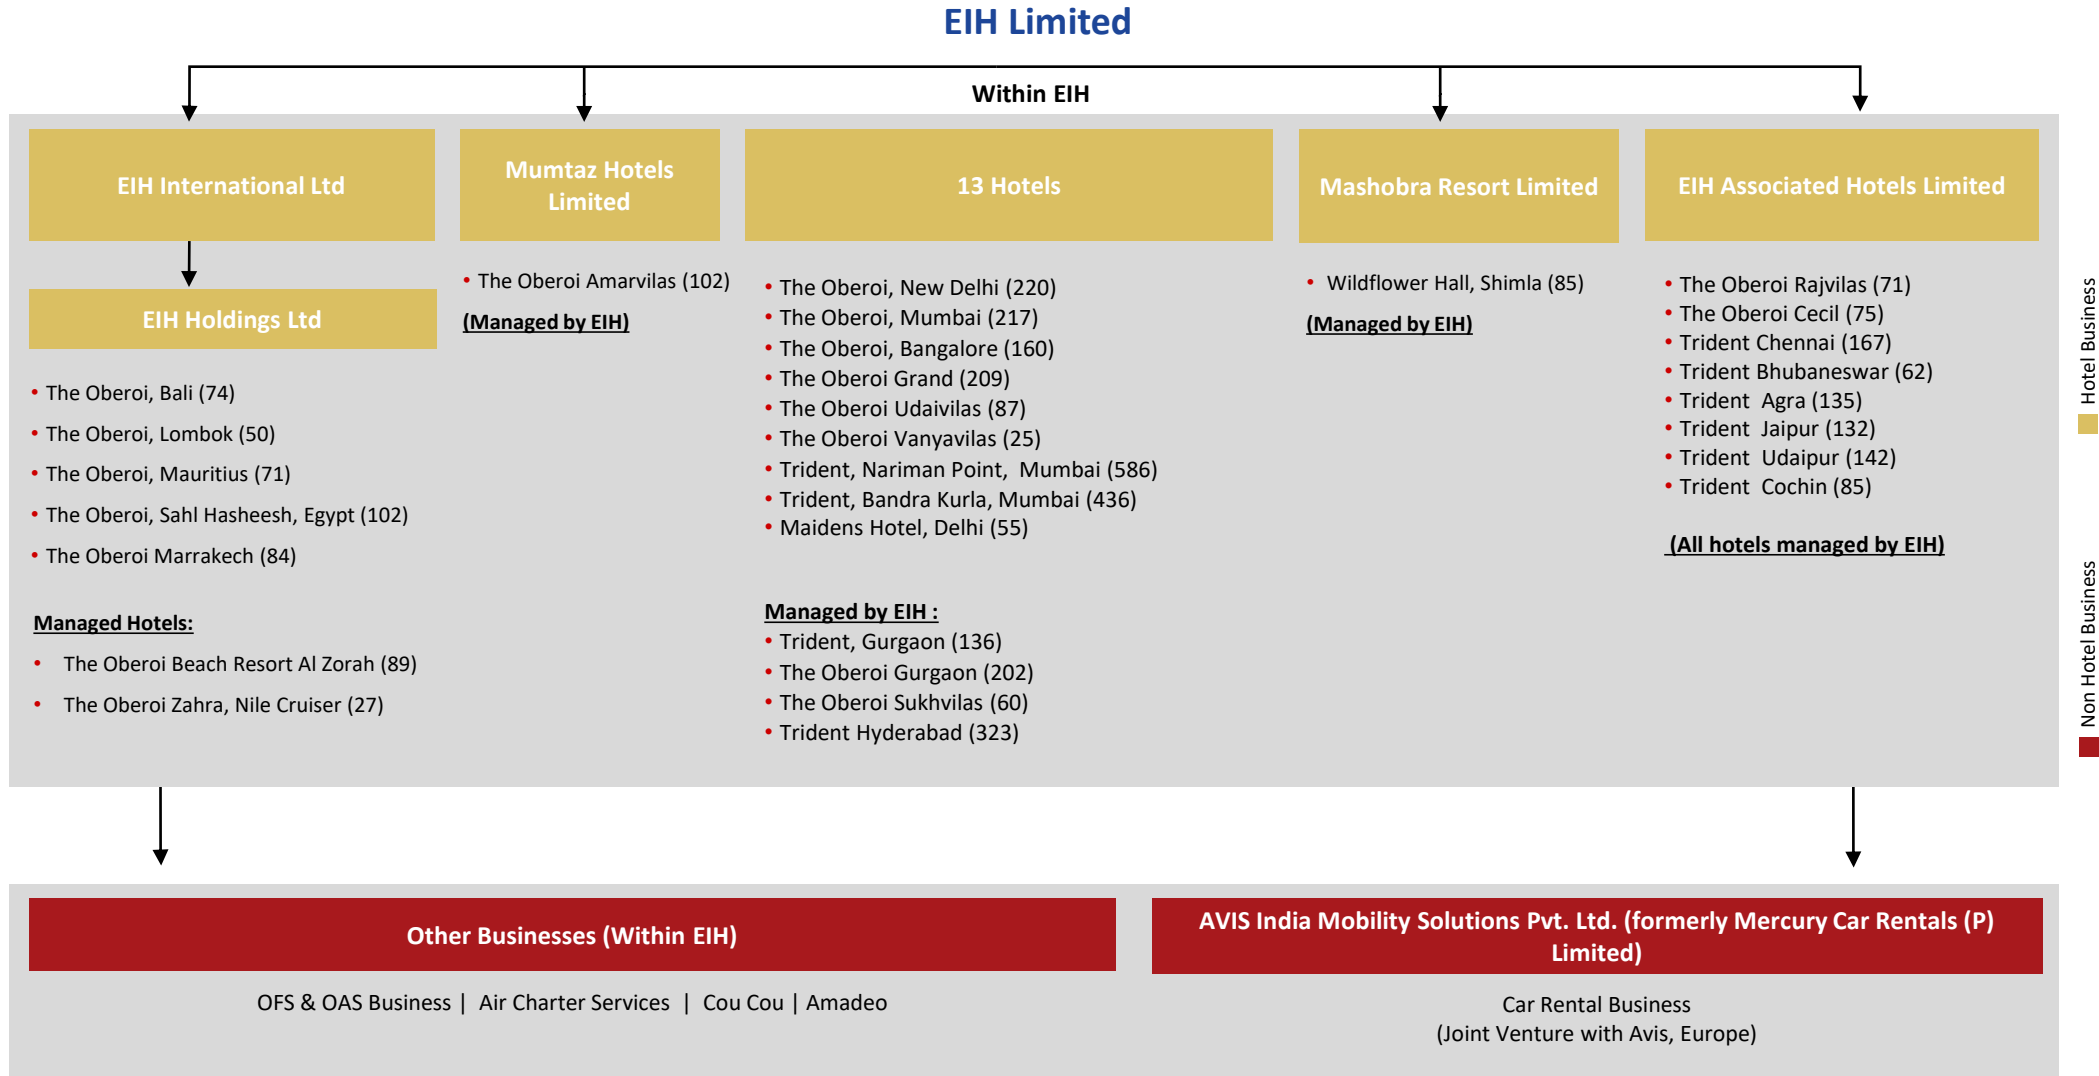 EIH Limited
Within EIH
EIH International Ltd
EIH Holdings Ltd
• The Oberoi, Bali (74)
• The Oberoi, Lombok (50)
• The Oberoi, Mauritius (71)
• The Oberoi, Sahl Hasheesh, Egypt (102)
• The Oberoi Marrakech (84)
Managed Hotels:
• The Oberoi Beach Resort Al Zorah (89)
• The Oberoi Zahra, Nile Cruiser (27)
Mumtaz Hotels
Limited
• The Oberoi Amarvilas (102)
(Managed by EIH)
13 Hotels
• The Oberoi, New Delhi (220)
• The Oberoi, Mumbai (217)
• The Oberoi, Bangalore (160)
• The Oberoi Grand (209)
• The Oberoi Udaivilas (87)
• The Oberoi Vanyavilas (25)
• Trident, Nariman Point, Mumbai (586)
• Trident, Bandra Kurla, Mumbai (436)
• Maidens Hotel, Delhi (55)
Managed by EIH :
• Trident, Gurgaon (136)
• The Oberoi Gurgaon (202)
• The Oberoi Sukhvilas (60)
• Trident Hyderabad (323)
Mashobra Resort Limited
• Wildflower Hall, Shimla (85)
(Managed by EIH)
EIH Associated Hotels Limited
• The Oberoi Rajvilas (71)
• The Oberoi Cecil (75)
• Trident Chennai (167)
• Trident Bhubaneswar (62)
• Trident Agra (135)
• Trident Jaipur (132)
• Trident Udaipur (142)
• Trident Cochin (85)
(All hotels managed by EIH)
Hotel Business
Non Hotel Business
Other Businesses (Within EIH)
OFS & OAS Business | Air Charter Services | Cou Cou | Amadeo
AVIS India Mobility Solutions Pvt. Ltd. (formerly Mercury Car Rentals (P)
Limited)
Car Rental Business
(Joint Venture with Avis, Europe)